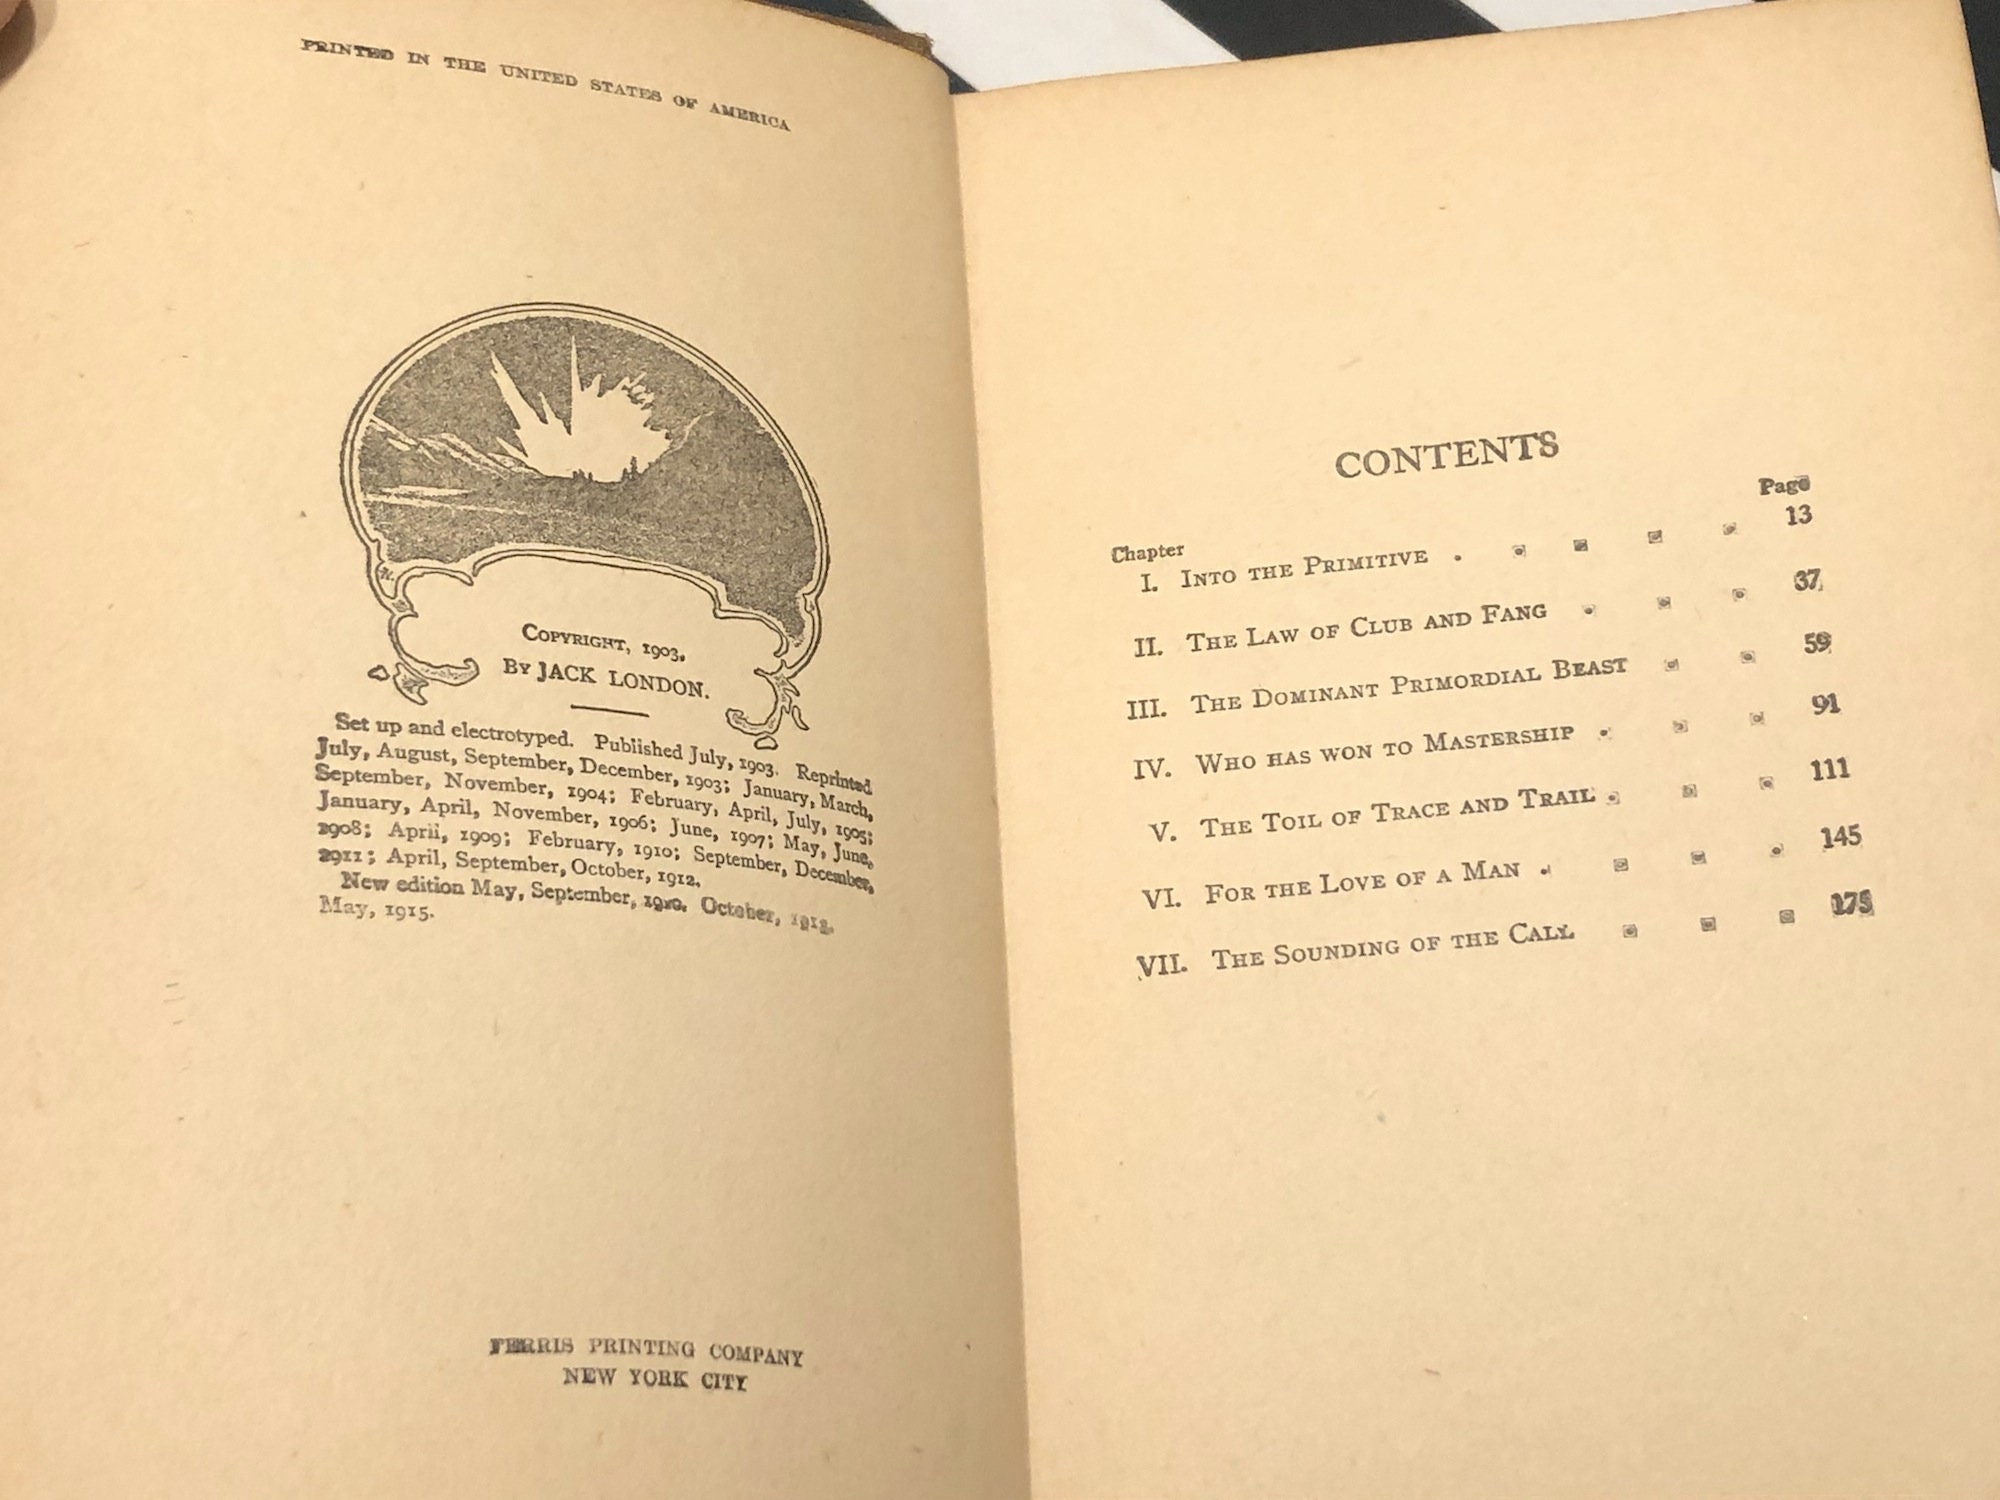 PRINTED IN THE UNITED STATES OF AMERICA
COPYRIGHT, 1903,
BY JACK LONDON.
Set up and electrotyped. Published July, 1903. Reprinted
July, August, September, December, 1903; January, March,
September, November, 1904; February, April, July, 1905;
January, April, November, 1906; June, 1907; May, June,
1908; April, 1909; February, 1910; September, December,
1911; April, September, October, 1912.
New edition May, September, 1910. October, 1912.
May, 1915.
FERRIS PRINTING COMPANY
NEW YORK CITY
CONTENTS
Chapter Page
I. INTO THE PRIMITIVE . . . . . 13
II. THE LAW OF CLUB AND FANG . . . 37
III. THE DOMINANT PRIMORDIAL BEAST . . 59
IV. WHO HAS WON TO MASTERSHIP . . . 91
V. THE TOIL OF TRACE AND TRAIL . . . 111
VI. FOR THE LOVE OF A MAN . . . . 145
VII. THE SOUNDING OF THE CALL . . . 175